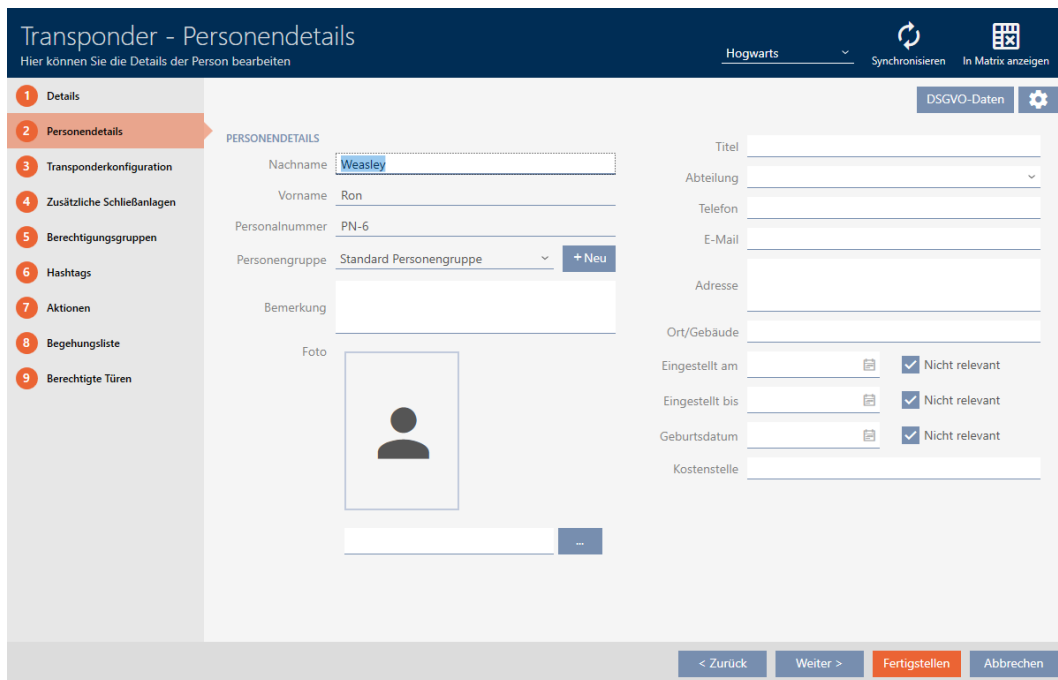 Transponder - Personendetails
Hier können Sie die Details der Person bearbeiten
Hogwarts
Synchronisieren
In Matrix anzeigen
1 Details
2 Personendetails
3 Transponderkonfiguration
4 Zusätzliche Schließanlagen
5 Berechtigungsgruppen
6 Hashtags
7 Aktionen
8 Begehungsliste
9 Berechtigte Türen
DSGVO-Daten
PERSONENDETAILS
Nachname Weasley
Vorname Ron
Personalnummer PN-6
Personengruppe Standard Personengruppe + Neu
Bemerkung
Foto
...
Titel
Abteilung
Telefon
E-Mail
Adresse
Ort/Gebäude
Eingestellt am Nicht relevant
Eingestellt bis Nicht relevant
Geburtsdatum Nicht relevant
Kostenstelle
< Zurück Weiter > Fertigstellen Abbrechen